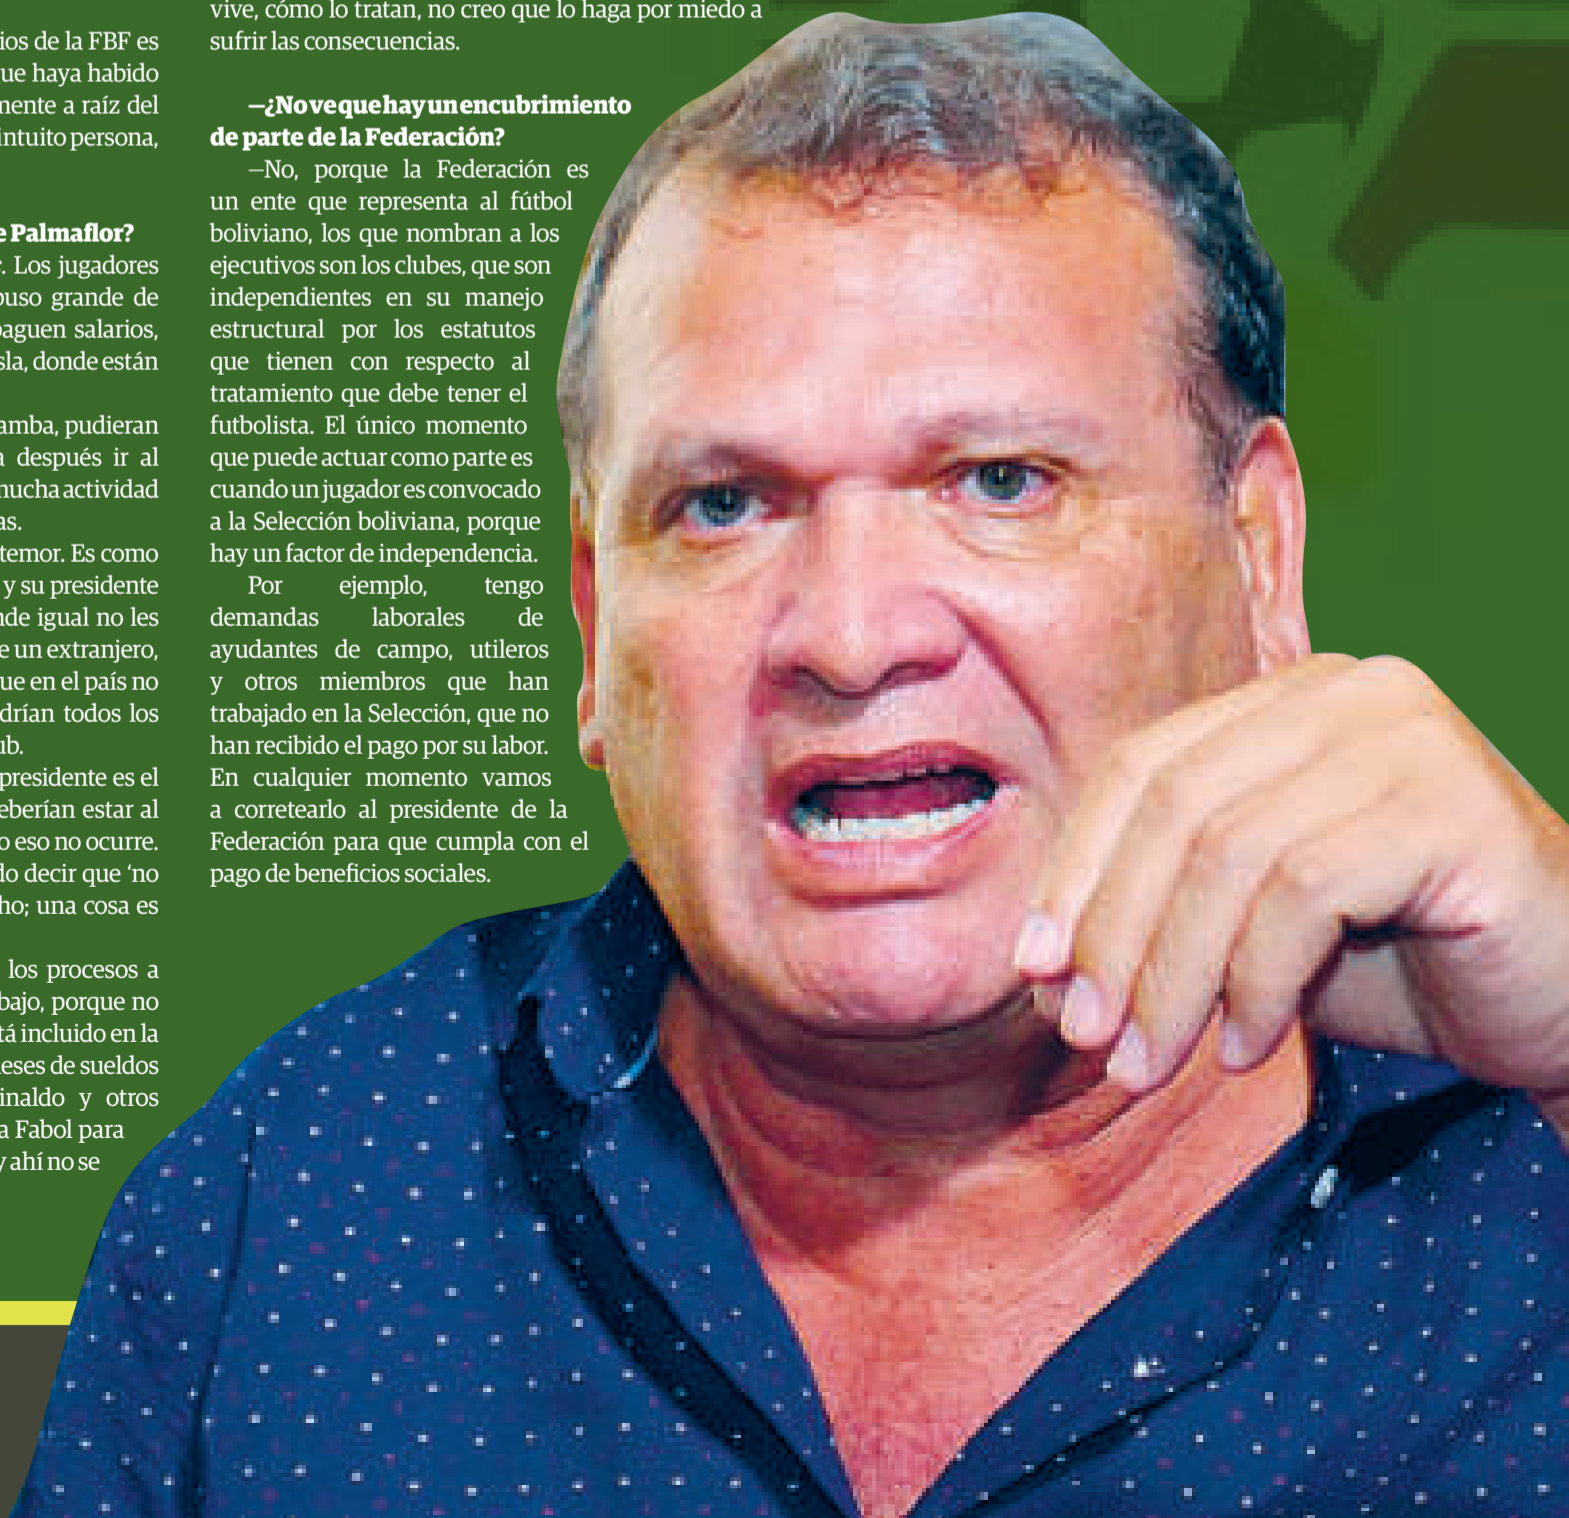 ios de la FBF es
ue haya habido
mente a raíz del
intuito persona,
e Palmaflor?
Los jugadores
buso grande de
paguen salarios,
sla, donde están
amba, pudieran
a después ir al
mucha actividad
as.
temor. Es como
y su presidente
nde igual no les
e un extranjero,
ue en el país no
drían todos los
ub.
presidente es el
eberían estar al
o eso no ocurre.
do decir que ‘no
ho; una cosa es
los procesos a
bajo, porque no
tá incluido en la
eses de sueldos
inaldo y otros
a Fabol para
y ahí no se
vive, cómo lo tratan, no creo que lo haga por miedo a
sufrir las consecuencias.
—¿No ve que hay un encubrimiento
de parte de la Federación?
—No, porque la Federación es
un ente que representa al fútbol
boliviano, los que nombran a los
ejecutivos son los clubes, que son
independientes en su manejo
estructural por los estatutos
que tienen con respecto al
tratamiento que debe tener el
futbolista. El único momento
que puede actuar como parte es
cuando un jugador es convocado
a la Selección boliviana, porque
hay un factor de independencia.
Por ejemplo, tengo
demandas laborales de
ayudantes de campo, utileros
y otros miembros que han
trabajado en la Selección, que no
han recibido el pago por su labor.
En cualquier momento vamos
a corretearlo al presidente de la
Federación para que cumpla con el
pago de beneficios sociales.